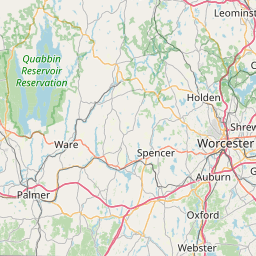 Leominst
Quabbin
Reservoir
Reservation
Holden
Shrew
Worcester
Ware
Spencer
Auburn
Palmer
Oxford
Webster